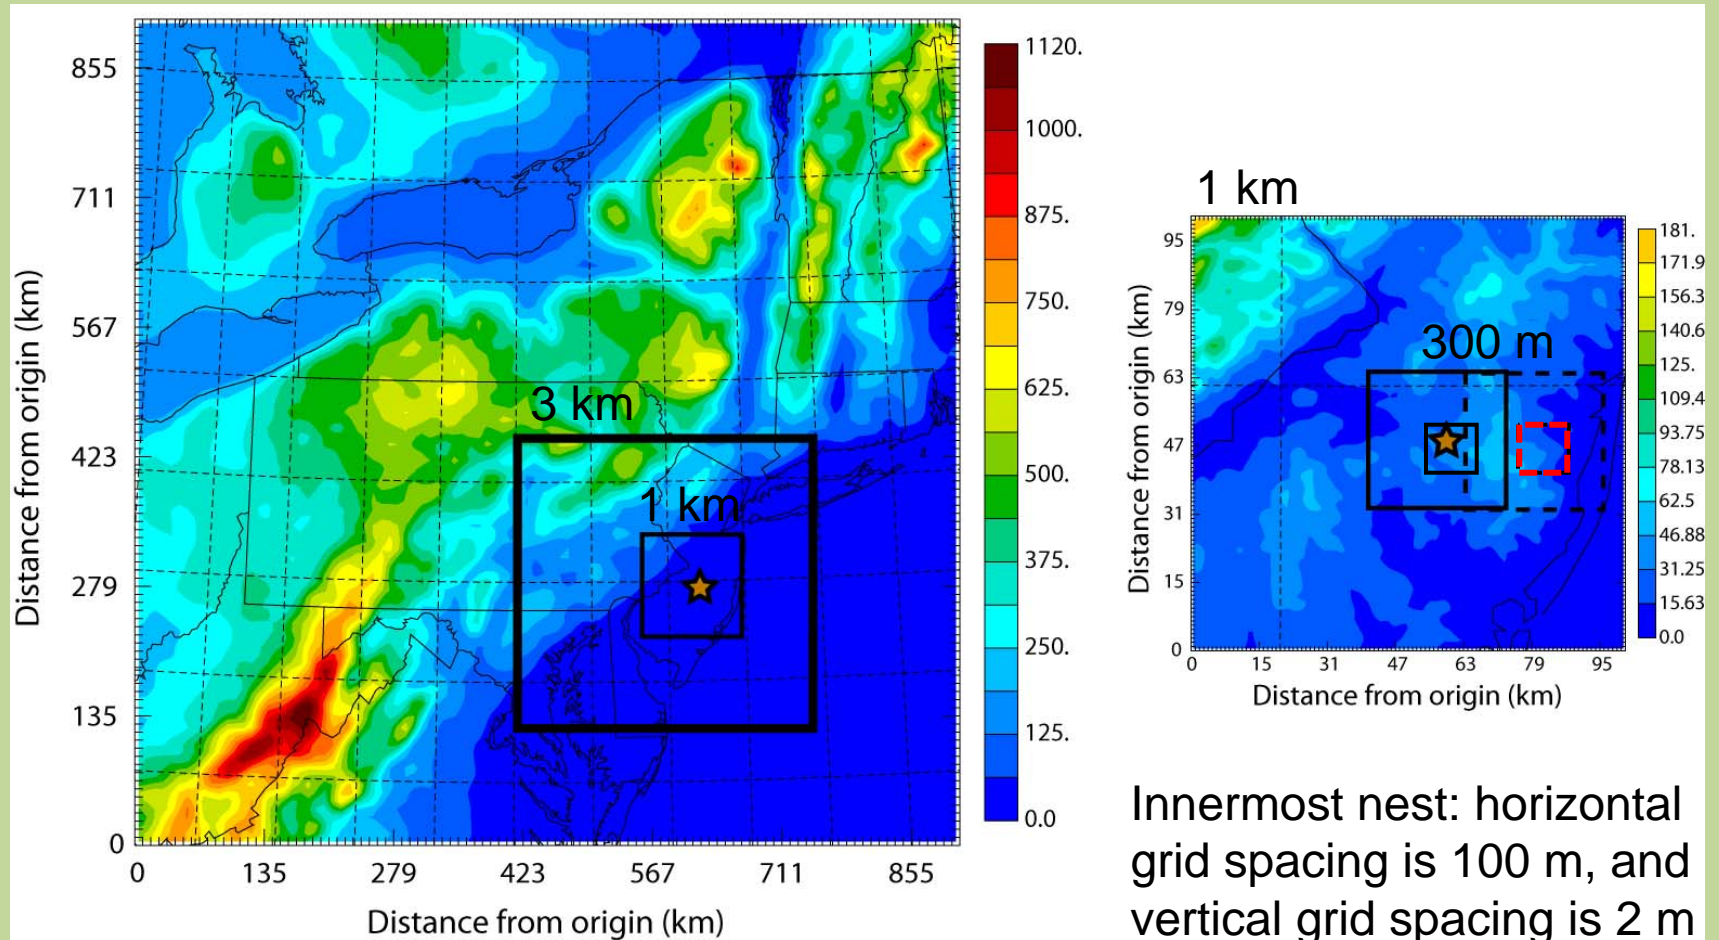 855
711
567
423
279
135
0
0 135 279 423 567 711 855
Distance from origin (km)
Distance from origin (km)
3 km
1 km
1120.
1000.
875.
750.
625.
500.
375.
250.
125.
0.0
1 km
95
79
63
47
31
15
0
0 15 31 47 63 79 95
Distance from origin (km)
Distance from origin (km)
300 m
181.
171.9
156.3
140.6
125.
109.4
93.75
78.13
62.5
46.88
31.25
15.63
0.0
Innermost nest: horizontal
grid spacing is 100 m, and
vertical grid spacing is 2 m